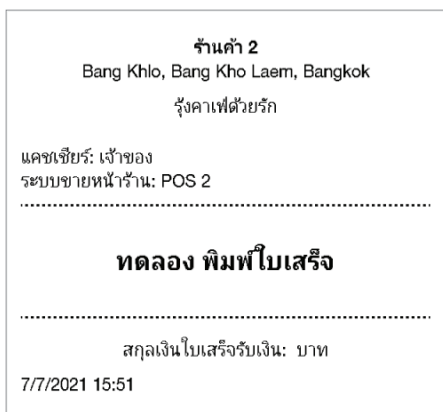 ร้านค้า 2
Bang Khlo, Bang Kho Laem, Bangkok
รุ้งคาเฟ่ด้วยรัก
แคชเชียร์: เจ้าของ
ระบบขายหน้าร้าน: POS 2
ทดลอง พิมพ์ใบเสร็จ
สกุลเงินใบเสร็จรับเงิน: บาท
7/7/2021 15:51